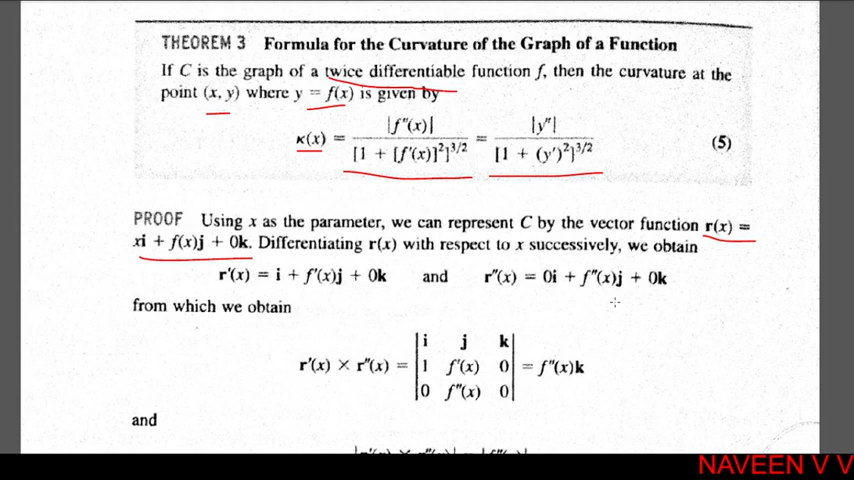 THEOREM 3 Formula for the Curvature of the Graph of a Function
If C is the graph of a twice differentiable function f, then the curvature at the
point (x, y) where y = f(x) is given by
κ(x) = |f″(x)| / [1 + [f′(x)]²]³/² = |y″| / [1 + (y′)²]³/² (5)
PROOF Using x as the parameter, we can represent C by the vector function r(x) =
xi + f(x)j + 0k. Differentiating r(x) with respect to x successively, we obtain
r′(x) = i + f′(x)j + 0k and r″(x) = 0i + f″(x)j + 0k
from which we obtain
i j k
r′(x) × r″(x) = 1 f′(x) 0 = f″(x)k
0 f″(x) 0
and
NAVEEN V V